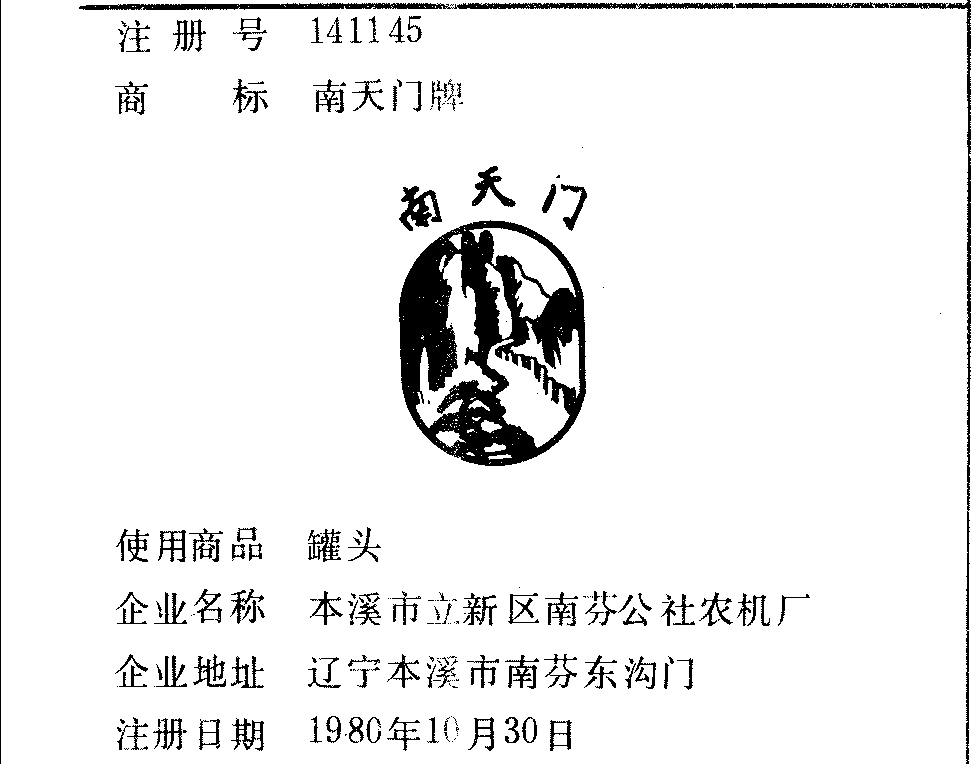 注册号 141145
商标 南天门牌
南天门
使用商品 罐头
企业名称 本溪市立新区南芬公社农机厂
企业地址 辽宁本溪市南芬东沟门
注册日期 1980年10月30日